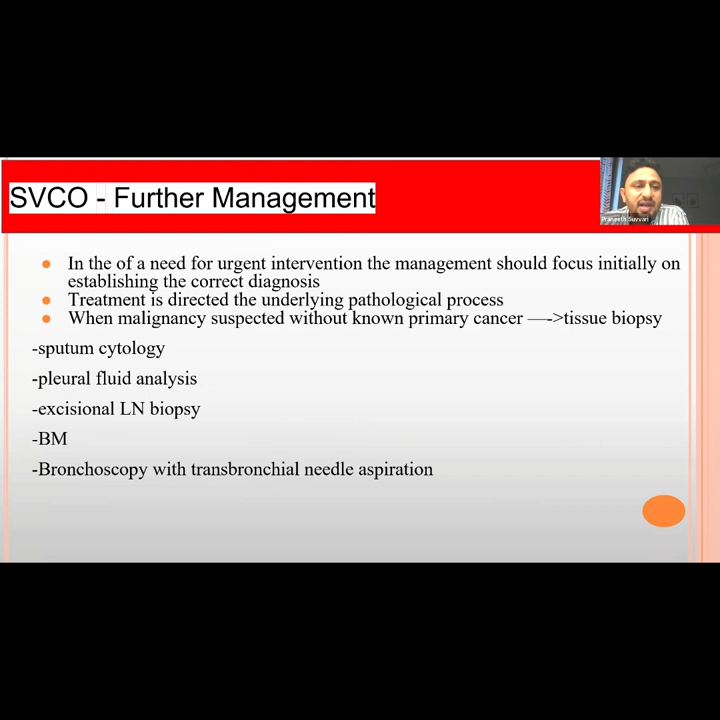 SVCO - Further Management
Praneeth Suvvari
In the of a need for urgent intervention the management should focus initially on
establishing the correct diagnosis
Treatment is directed the underlying pathological process
When malignancy suspected without known primary cancer —->tissue biopsy
-sputum cytology
-pleural fluid analysis
-excisional LN biopsy
-BM
-Bronchoscopy with transbronchial needle aspiration